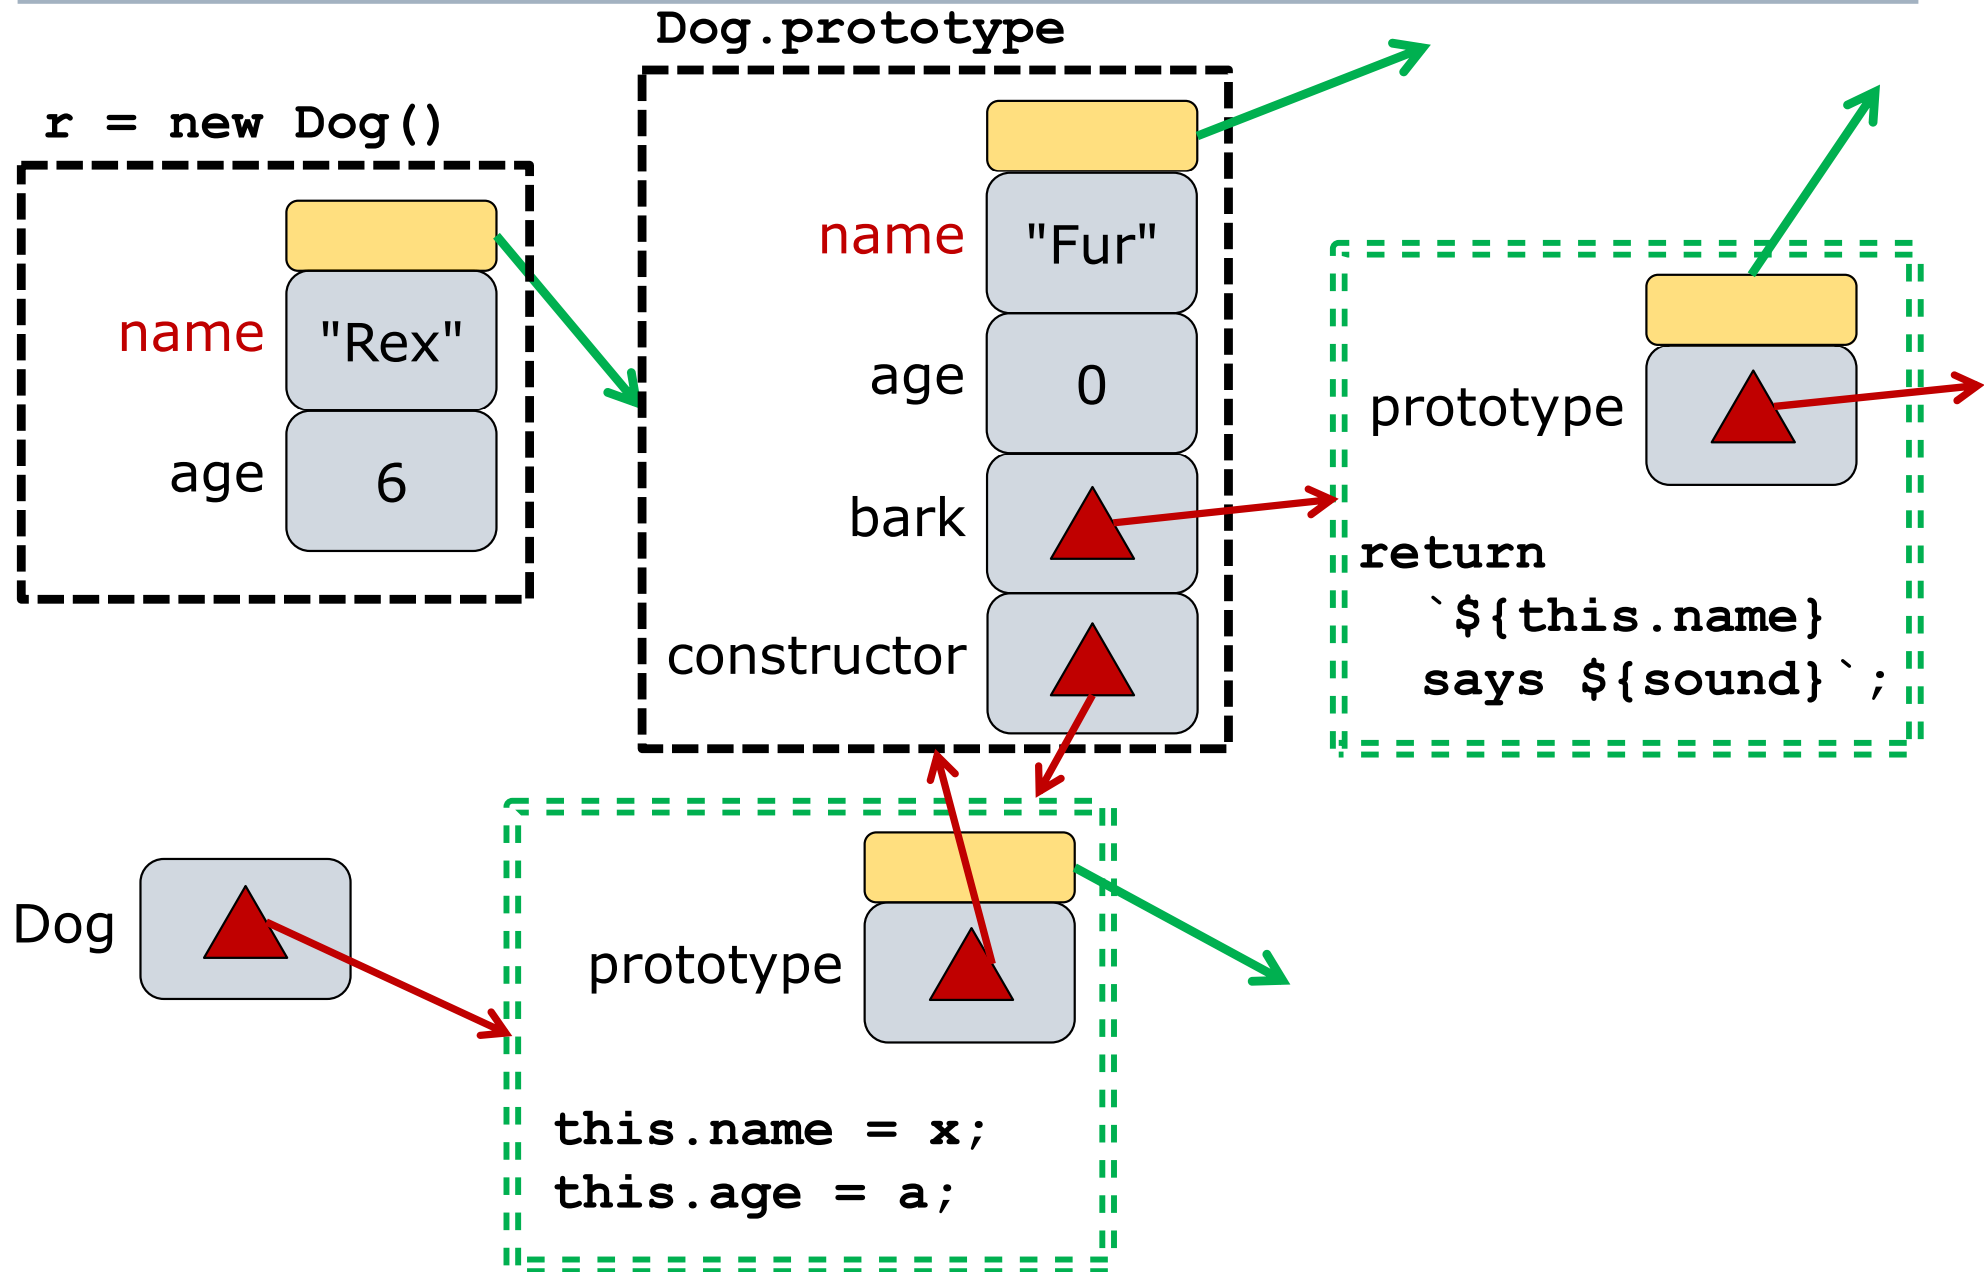 Dog.prototype
r = new Dog()
name "Rex"
age 6
name "Fur"
age 0
bark
constructor
prototype
return
`${this.name}
says ${sound}`;
Dog
prototype
this.name = x;
this.age = a;